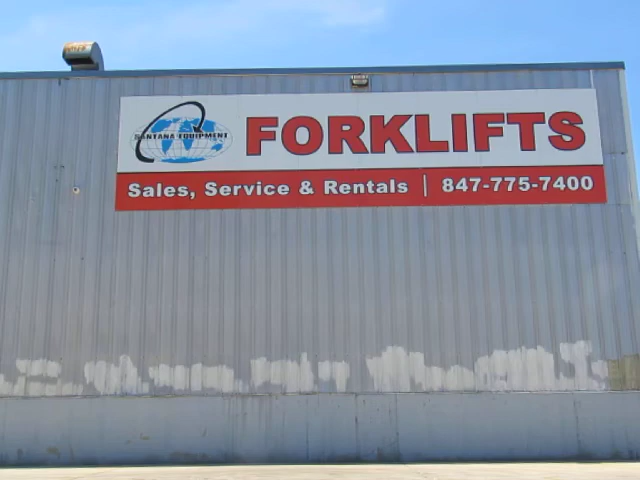 SANTANA EQUIPMENT
FORKLIFTS
Sales, Service & Rentals | 847-775-7400